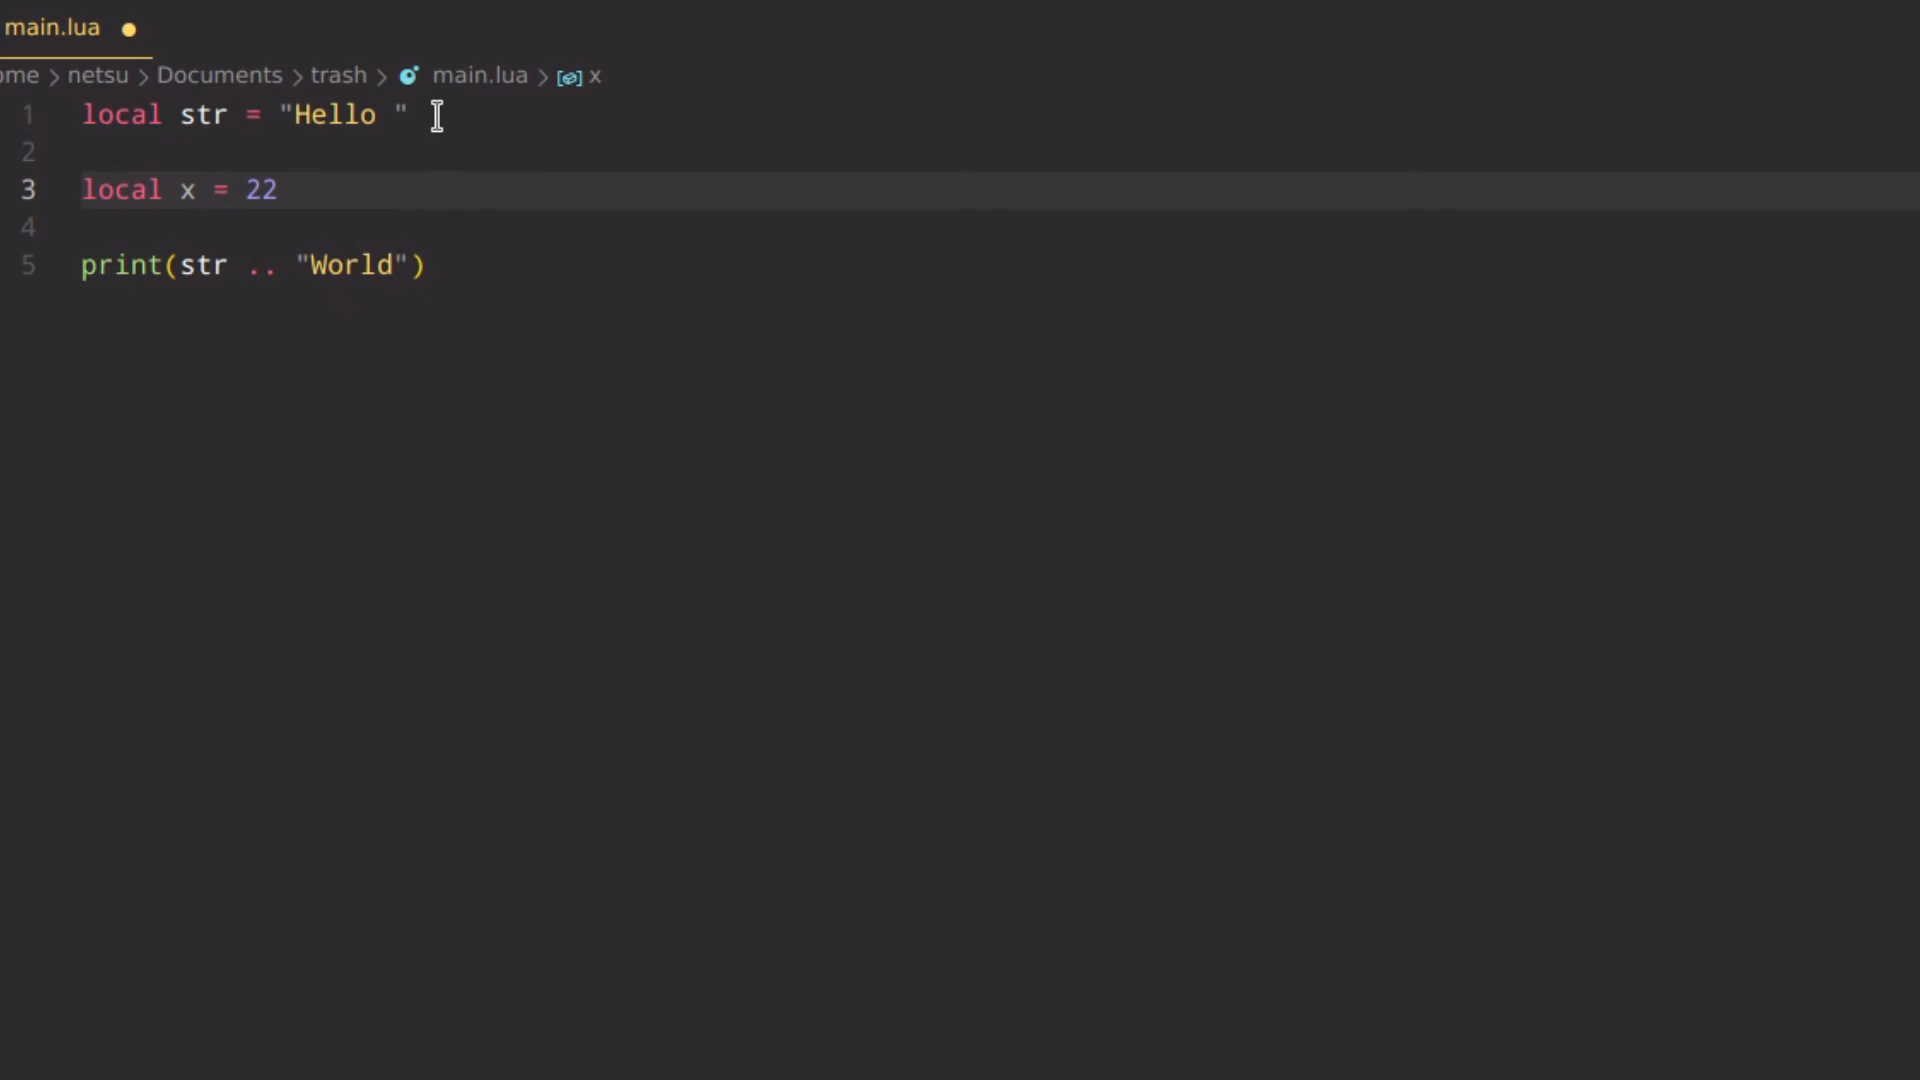 main.lua
ome > netsu > Documents > trash > main.lua > x
1 local str = "Hello "
2
3 local x = 22
4
5 print(str .. "World")